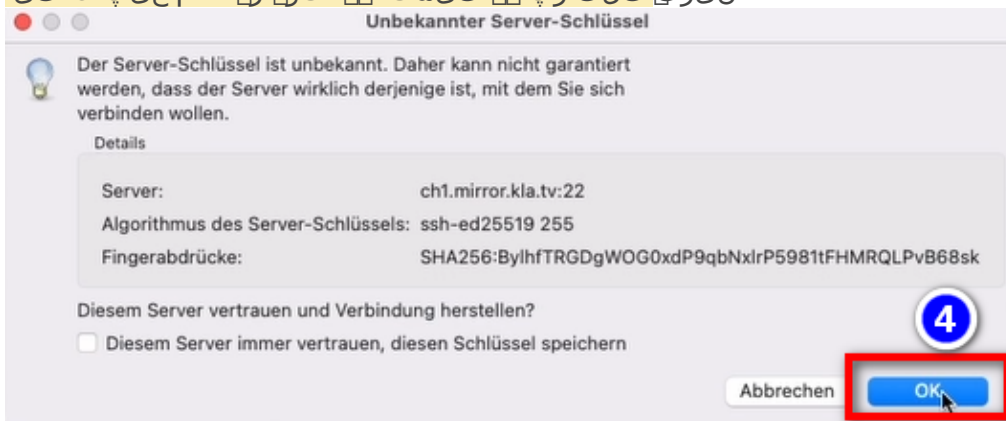 Unbekannter Server-Schlüssel
Der Server-Schlüssel ist unbekannt. Daher kann nicht garantiert
werden, dass der Server wirklich derjenige ist, mit dem Sie sich
verbinden wollen.
Details
Server: ch1.mirror.kla.tv:22
Algorithmus des Server-Schlüssels: ssh-ed25519 255
Fingerabdrücke: SHA256:BylhfTRGDgWOG0xdP9qbNxlrP5981tFHMRQLPvB68sk
Diesem Server vertrauen und Verbindung herstellen?
4
Diesem Server immer vertrauen, diesen Schlüssel speichern
Abbrechen OK